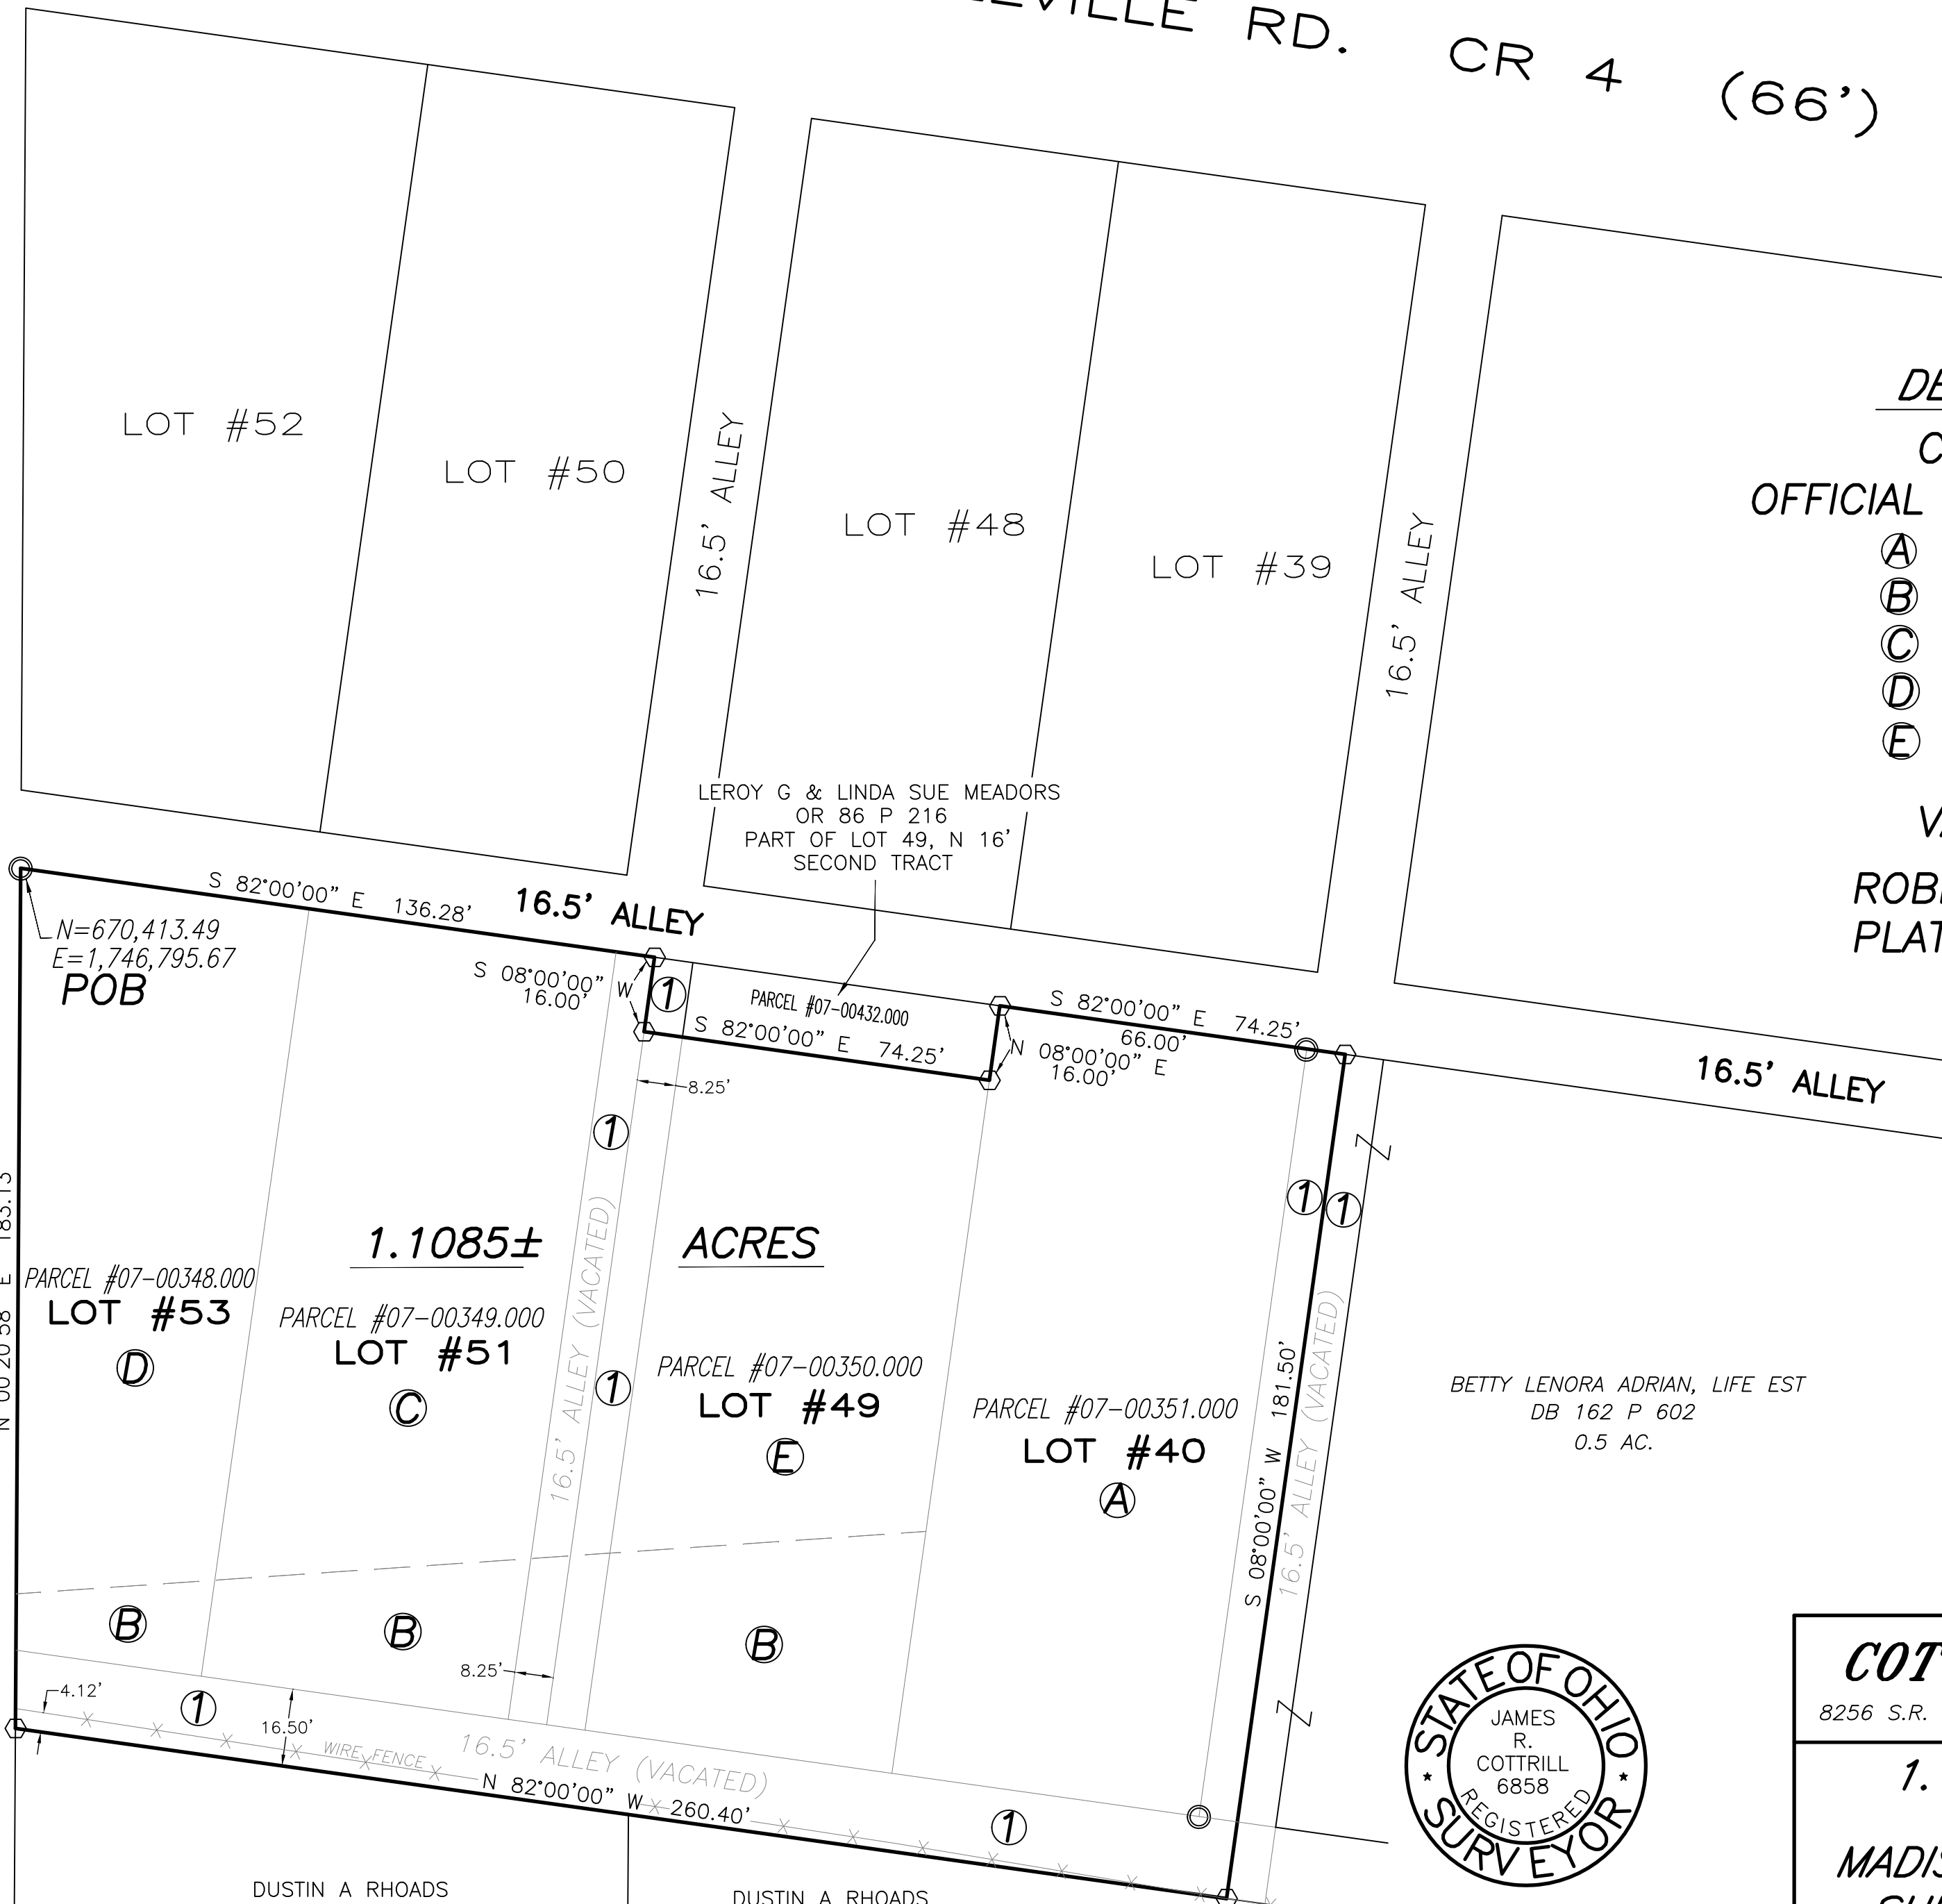 RD. CR 4 (66')
LOT #52
LOT #50
16.5' ALLEY
LOT #48
LOT #39
16.5' ALLEY
OFFICIAL
A
B
C
D
E
LEROY G & LINDA SUE MEADORS
OR 86 P 216
PART OF LOT 49, N 16'
SECOND TRACT
S 82°00'00" E 136.28'
16.5' ALLEY
N=670,413.49
E=1,746,795.67
POB
S 08°00'00" W
16.00'
1
PARCEL #07-00432.000
S 82°00'00" E 74.25'
S 82°00'00" E 74.25'
66.00'
N 08°00'00" E
16.00'
8.25'
16.5' ALLEY
1
1
1
1.1085± ACRES
PARCEL #07-00348.000
LOT #53
D
PARCEL #07-00349.000
LOT #51
C
16.5' ALLEY (VACATED)
1
PARCEL #07-00350.000
LOT #49
E
PARCEL #07-00351.000
LOT #40
A
S 08°00'00" W 181.50'
16.5' ALLEY (VACATED)
BETTY LENORA ADRIAN, LIFE EST
DB 162 P 602
0.5 AC.
B
B
B
8.25'
4.12'
1
16.50'
WIRE FENCE
16.5' ALLEY (VACATED)
N 82°00'00" W 260.40'
1
STATE OF OHIO
JAMES
R.
COTTRILL
6858
REGISTERED
SURVEYOR
8256 S.R.
1.
DUSTIN A RHOADS
DUSTIN A RHOADS